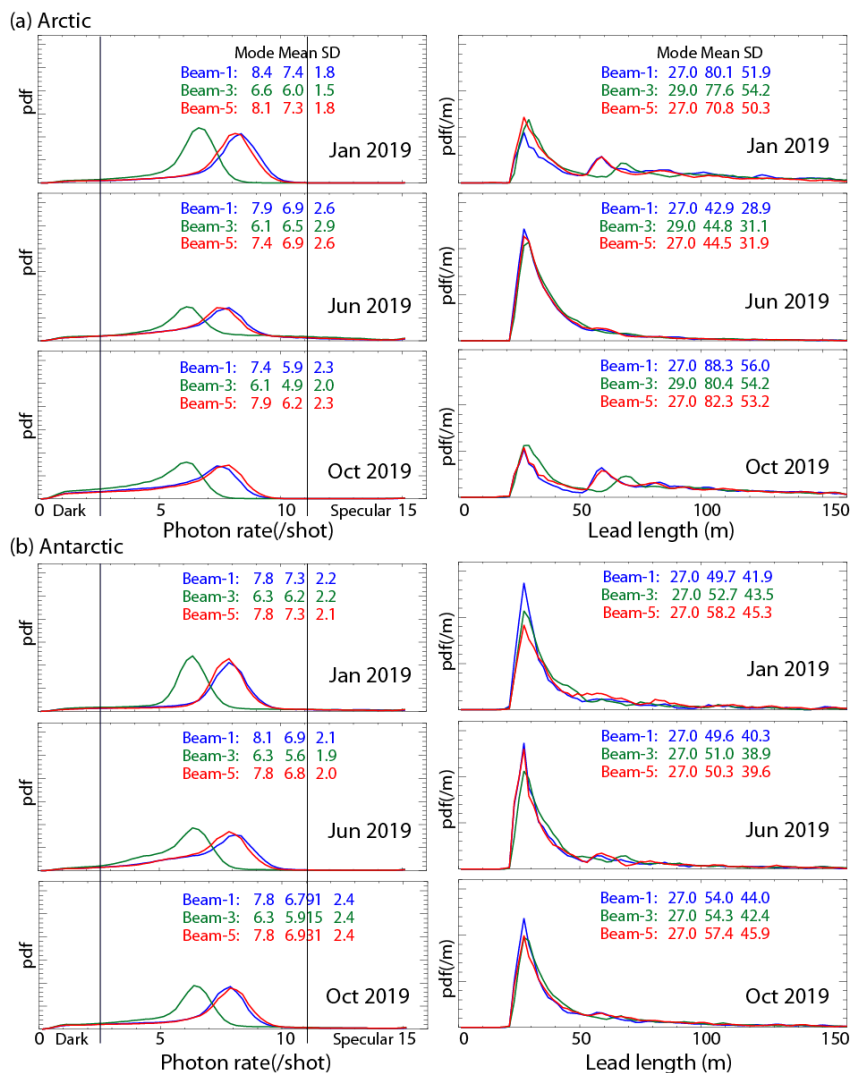 (a) Arctic
pdf
Mode Mean SD
Beam-1: 8.4 7.4 1.8
Beam-3: 6.6 6.0 1.5
Beam-5: 8.1 7.3 1.8
Jan 2019
pdf(/m)
Mode Mean SD
Beam-1: 27.0 80.1 51.9
Beam-3: 29.0 77.6 54.2
Beam-5: 27.0 70.8 50.3
Jan 2019
pdf
Beam-1: 7.9 6.9 2.6
Beam-3: 6.1 6.5 2.9
Beam-5: 7.4 6.9 2.6
Jun 2019
pdf(/m)
Beam-1: 27.0 42.9 28.9
Beam-3: 29.0 44.8 31.1
Beam-5: 27.0 44.5 31.9
Jun 2019
pdf
Beam-1: 7.4 5.9 2.3
Beam-3: 6.1 4.9 2.0
Beam-5: 7.9 6.2 2.3
Oct 2019
0 Dark 5 10 Specular 15
Photon rate(/shot)
pdf(/m)
Beam-1: 27.0 88.3 56.0
Beam-3: 29.0 80.4 54.2
Beam-5: 27.0 82.3 53.2
Oct 2019
0 50 100 150
Lead length (m)
(b) Antarctic
pdf
Beam-1: 7.8 7.3 2.2
Beam-3: 6.3 6.2 2.2
Beam-5: 7.8 7.3 2.1
Jan 2019
pdf(/m)
Beam-1: 27.0 49.7 41.9
Beam-3: 27.0 52.7 43.5
Beam-5: 27.0 58.2 45.3
Jan 2019
pdf
Beam-1: 8.1 6.9 2.1
Beam-3: 6.3 5.6 1.9
Beam-5: 7.8 6.8 2.0
Jun 2019
pdf(/m)
Beam-1: 27.0 49.6 40.3
Beam-3: 27.0 51.0 38.9
Beam-5: 27.0 50.3 39.6
Jun 2019
pdf
Beam-1: 7.8 6.791 2.4
Beam-3: 6.3 5.915 2.4
Beam-5: 7.8 6.931 2.4
Oct 2019
0 Dark 5 10 Specular 15
Photon rate(/shot)
pdf(/m)
Beam-1: 27.0 54.0 44.0
Beam-3: 27.0 54.3 42.4
Beam-5: 27.0 57.4 45.9
Oct 2019
0 50 100 150
Lead length (m)